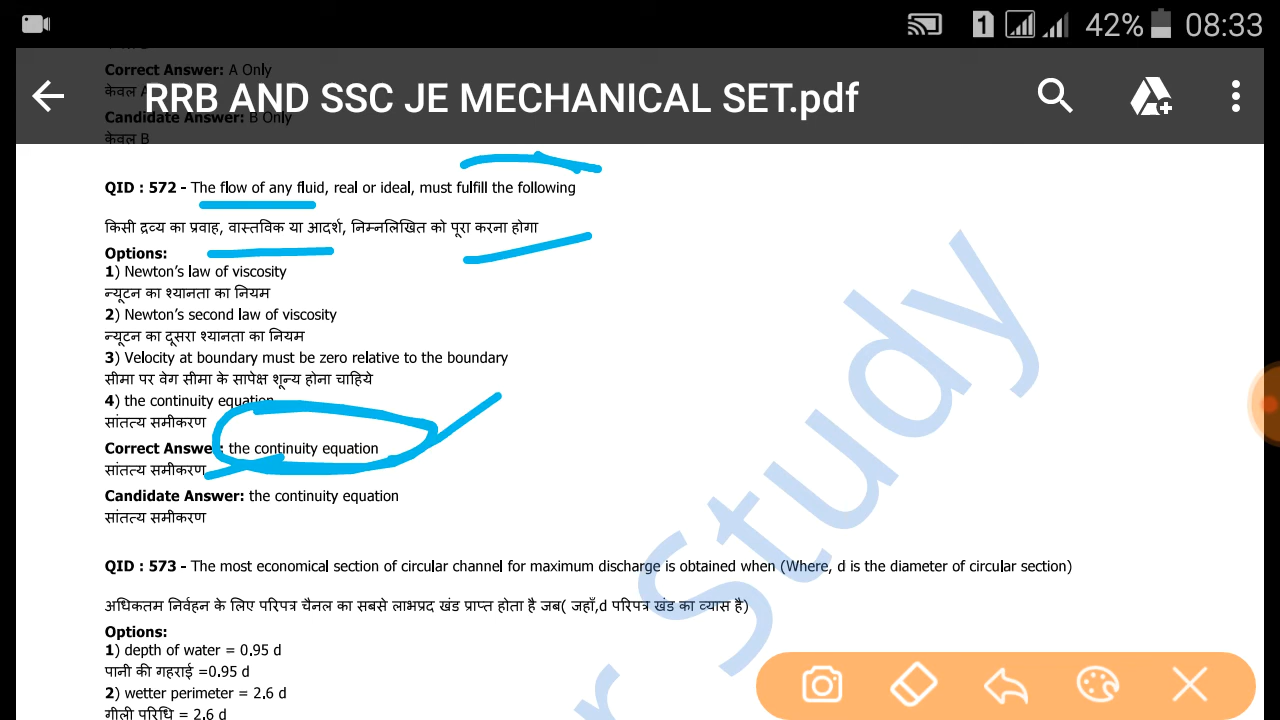 1 42% 08:33
Correct Answer: A Only
RRB AND SSC JE MECHANICAL SET.pdf
Candidate Answer: B Only
केवल B
QID : 572 - The flow of any fluid, real or ideal, must fulfill the following
किसी द्रव्य का प्रवाह, वास्तविक या आदर्श, निम्नलिखित को पूरा करना होगा
Options:
1) Newton's law of viscosity
न्यूटन का श्यानता का नियम
2) Newton's second law of viscosity
न्यूटन का दूसरा श्यानता का नियम
3) Velocity at boundary must be zero relative to the boundary
सीमा पर वेग सीमा के सापेक्ष शून्य होना चाहिये
4) the continuity equation
सांतत्य समीकरण
Correct Answer: the continuity equation
सांतत्य समीकरण
Candidate Answer: the continuity equation
सांतत्य समीकरण
QID : 573 - The most economical section of circular channel for maximum discharge is obtained when (Where, d is the diameter of circular section)
अधिकतम निर्वहन के लिए परिपत्र चैनल का सबसे लाभप्रद खंड प्राप्त होता है जब( जहाँ,d परिपत्र खंड का व्यास है)
Options:
1) depth of water = 0.95 d
पानी की गहराई =0.95 d
2) wetter perimeter = 2.6 d
गीली परिधि = 2.6 d
r Study